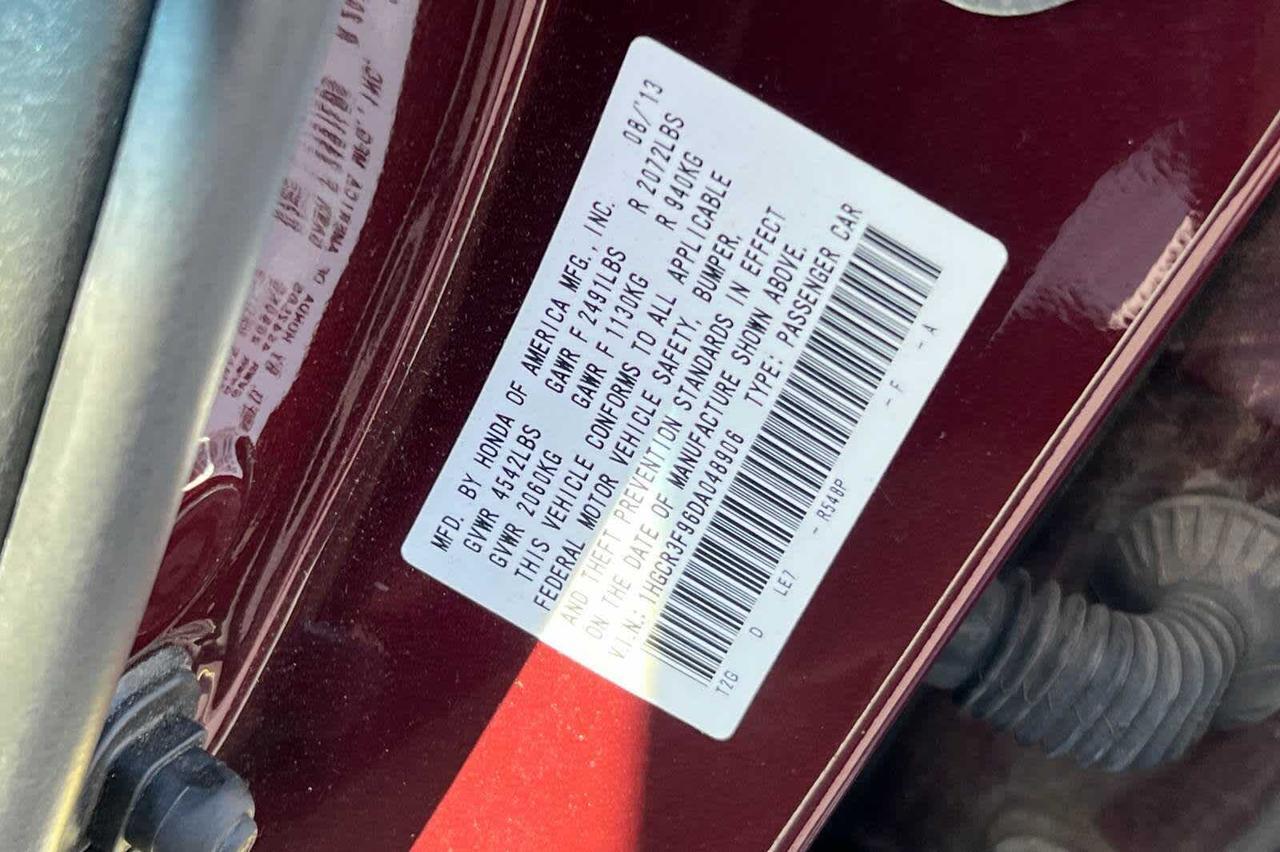 MFD. BY HONDA OF AMERICA MFG., INC. 08/'13
GVWR 4542LBS GAWR F 2491LBS R 2072LBS
GVWR 2060KG GAWR F 1130KG R 940KG
THIS VEHICLE CONFORMS TO ALL APPLICABLE
FEDERAL MOTOR VEHICLE SAFETY, BUMPER,
AND THEFT PREVENTION STANDARDS IN EFFECT
ON THE DATE OF MANUFACTURE SHOWN ABOVE.
V.I.N.: 1HGCR3F96DA048906 TYPE: PASSENGER CAR
T2G D LE7 - R548P - F - A